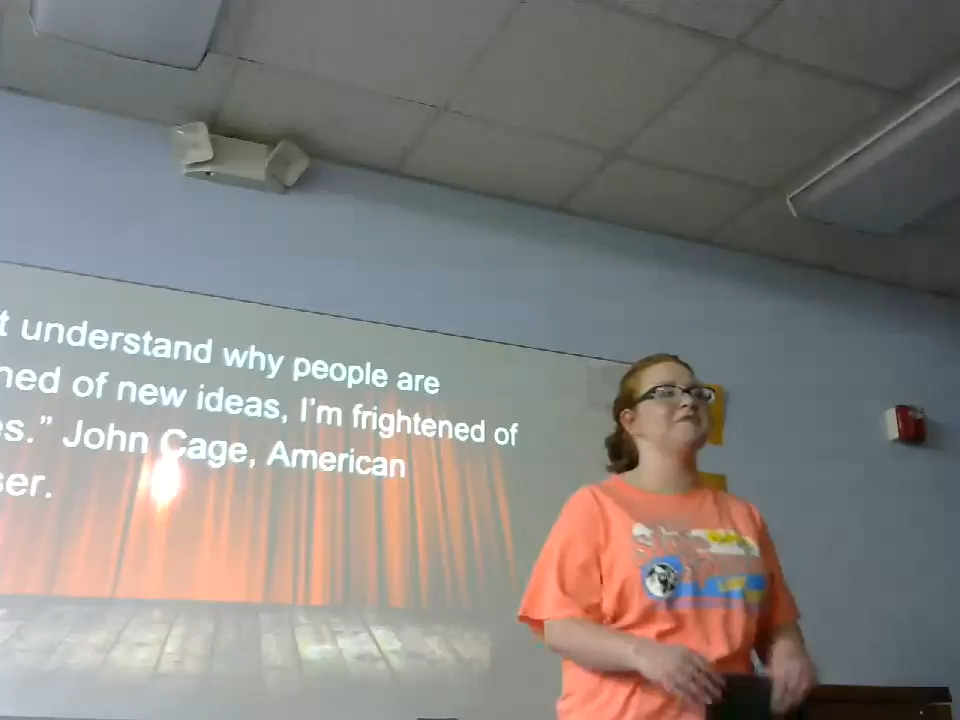 t understand why people are
ned of new ideas, I'm frightened of
es.” John Cage, American
ser.